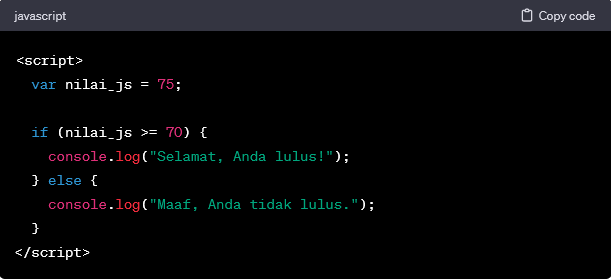 javascript
Copy code
<script>
var nilai_js = 75;
if (nilai_js >= 70) {
console.log("Selamat, Anda lulus!");
} else {
console.log("Maaf, Anda tidak lulus.");
}
</script>